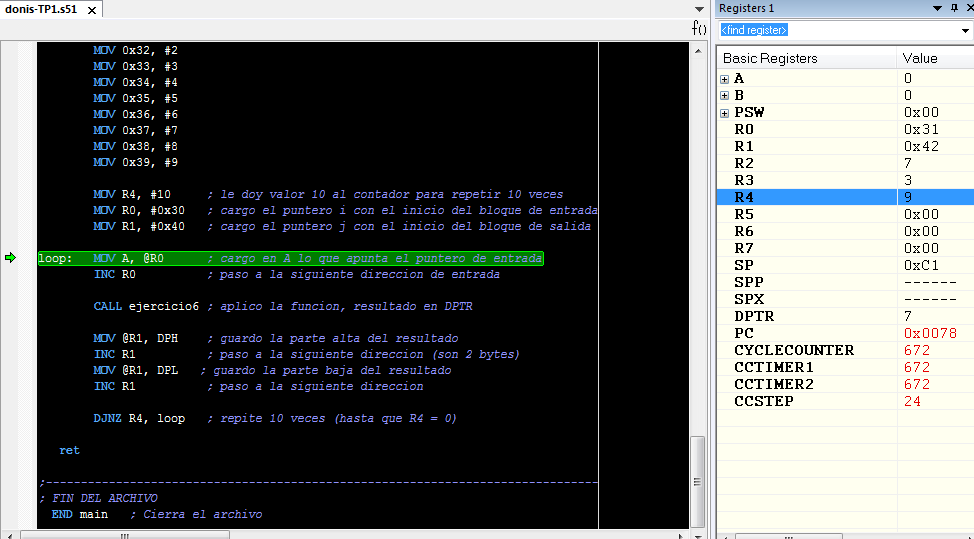 donis-TP1.s51
f()
MOV 0x32, #2
MOV 0x33, #3
MOV 0x34, #4
MOV 0x35, #5
MOV 0x36, #6
MOV 0x37, #7
MOV 0x38, #8
MOV 0x39, #9
MOV R4, #10 ; le doy valor 10 al contador para repetir 10 veces
MOV R0, #0x30 ; cargo el puntero i con el inicio del bloque de entrada
MOV R1, #0x40 ; cargo el puntero j con el inicio del bloque de salida
loop: MOV A, @R0 ; cargo en A lo que apunta el puntero de entrada
INC R0 ; paso a la siguiente direccion de entrada
CALL ejercicio6 ; aplico la funcion, resultado en DPTR
MOV @R1, DPH ; guardo la parte alta del resultado
INC R1 ; paso a la siguiente direccion (son 2 bytes)
MOV @R1, DPL ; guardo la parte baja del resultado
INC R1 ; paso a la siguiente direccion
DJNZ R4, loop ; repite 10 veces (hasta que R4 = 0)
ret
;-------------------------------------------------------------------------------
; FIN DEL ARCHIVO
END main ; Cierra el archivo
Registers 1
<find register>
Basic Registers Value
A 0
B 0
PSW 0x00
R0 0x31
R1 0x42
R2 7
R3 3
R4 9
R5 0x00
R6 0x00
R7 0x00
SP 0xC1
SPP ------
SPX ------
DPTR 7
PC 0x0078
CYCLECOUNTER 672
CCTIMER1 672
CCTIMER2 672
CCSTEP 24